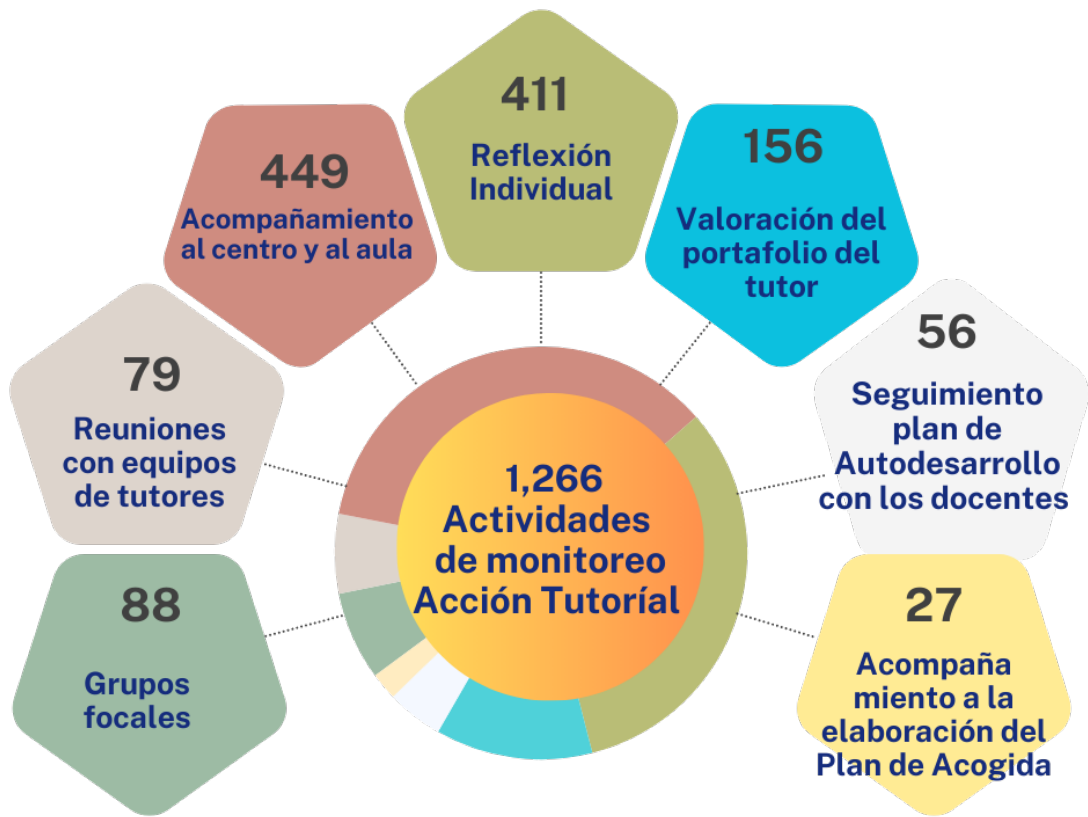 411
Reflexión
Individual
449
Acompañamiento
al centro y al aula
156
Valoración del
portafolio del
tutor
79
Reuniones
con equipos
de tutores
56
Seguimiento
plan de
Autodesarrollo
con los docentes
88
Grupos
focales
27
Acompaña
miento a la
elaboración del
Plan de Acogida
1,266
Actividades
de monitoreo
Acción Tutoríal